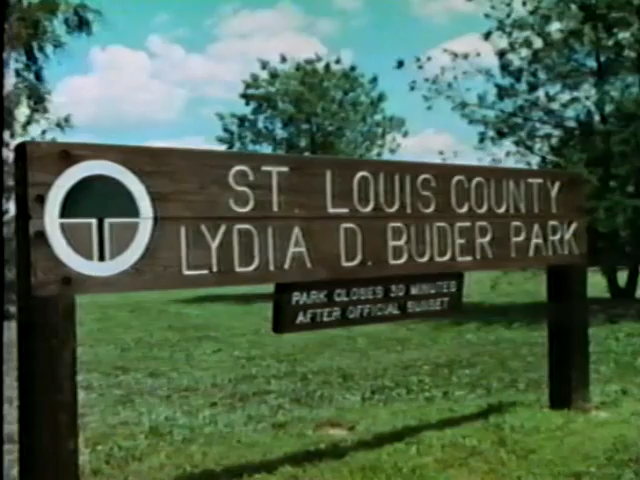 ST. LOUIS COUNTY
LYDIA D. BUDER PARK
PARK CLOSES 30 MINUTES
AFTER OFFICIAL SUNSET